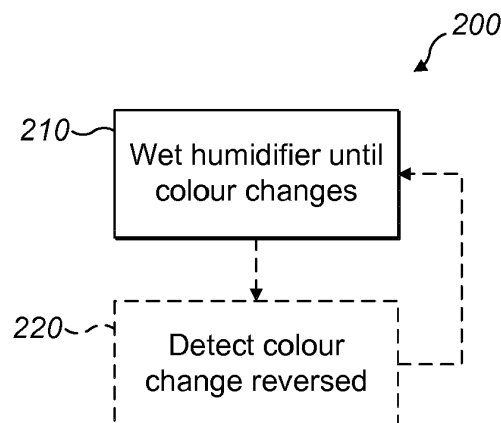 200
210
Wet humidifier until
colour changes
220
Detect colour
change reversed